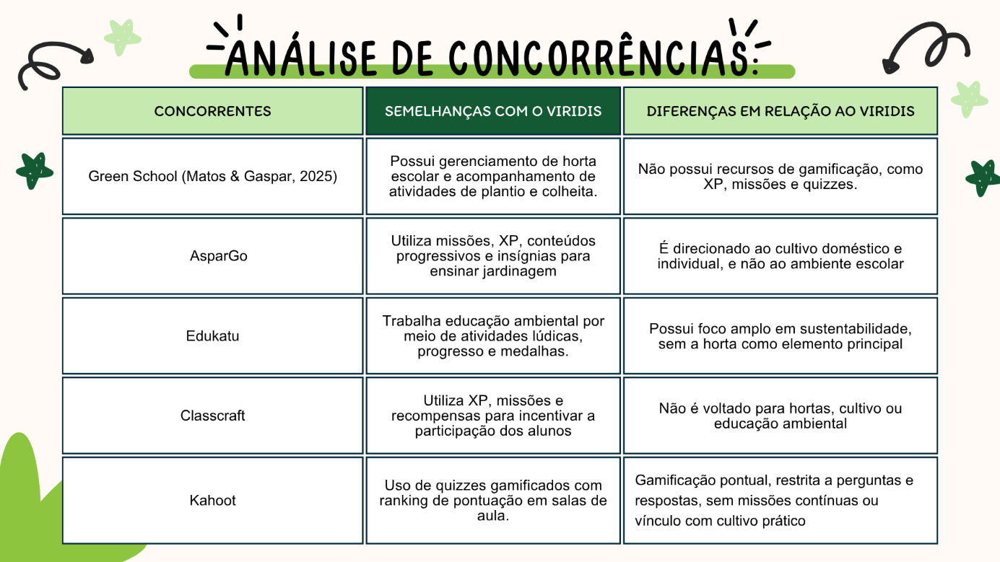 ANÁLISE DE CONCORRÊNCIAS:
CONCORRENTES
SEMELHANÇAS COM O VIRIDIS
DIFERENÇAS EM RELAÇÃO AO VIRIDIS
Green School (Matos & Gaspar, 2025)
Possui gerenciamento de horta
escolar e acompanhamento de
atividades de plantio e colheita.
Não possui recursos de gamificação, como
XP, missões e quizzes.
AsparGo
Utiliza missões, XP, conteúdos
progressivos e insígnias para
ensinar jardinagem
É direcionado ao cultivo doméstico e
individual, e não ao ambiente escolar
Edukatu
Trabalha educação ambiental por
meio de atividades lúdicas,
progresso e medalhas.
Possui foco amplo em sustentabilidade,
sem a horta como elemento principal
Classcraft
Utiliza XP, missões e
recompensas para incentivar a
participação dos alunos
Não é voltado para hortas, cultivo ou
educação ambiental
Kahoot
Uso de quizzes gamificados com
ranking de pontuação em salas de
aula.
Gamificação pontual, restrita a perguntas e
respostas, sem missões contínuas ou
vínculo com cultivo prático